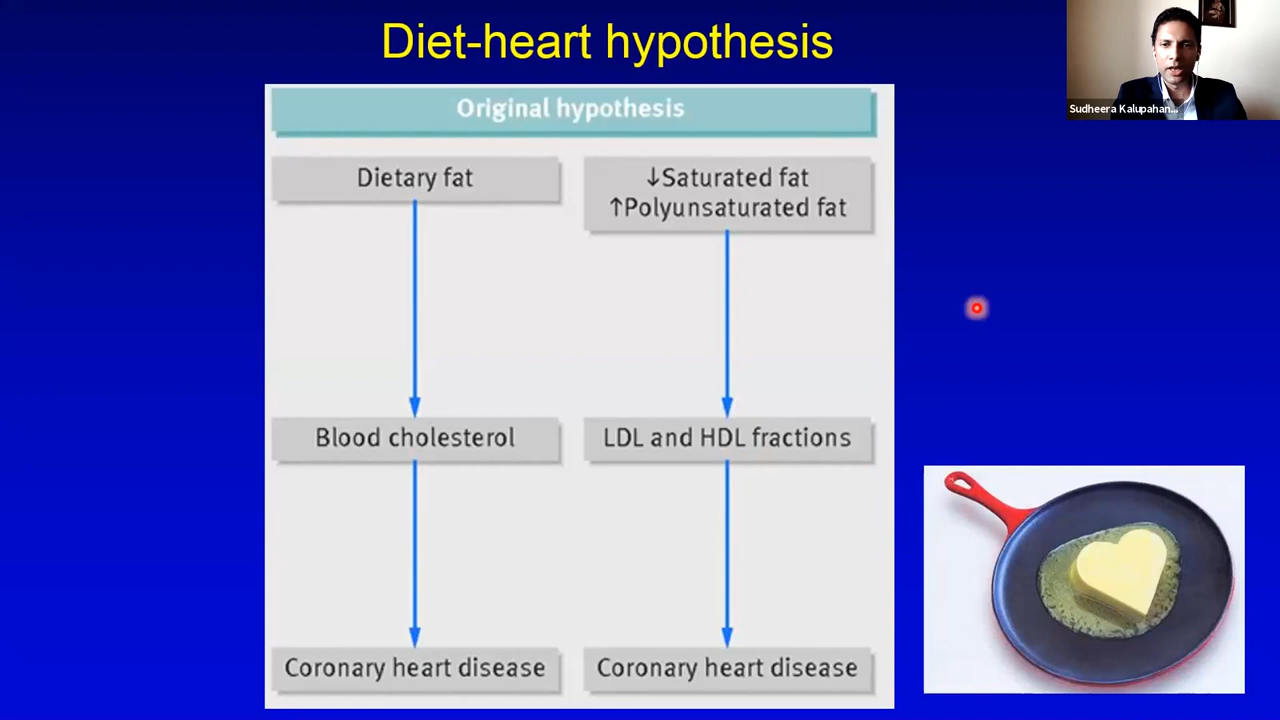 Diet-heart hypothesis
Sudheera Kalupahan...
Original hypothesis
Dietary fat
↓Saturated fat
↑Polyunsaturated fat
Blood cholesterol
LDL and HDL fractions
Coronary heart disease
Coronary heart disease